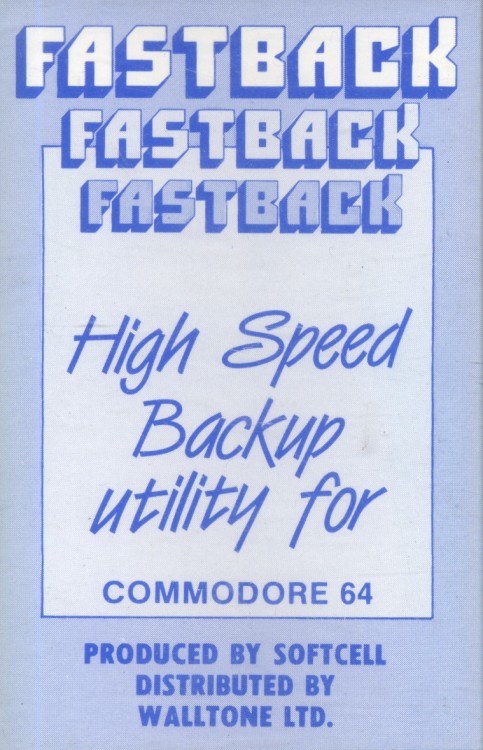 FASTBACK
FASTBACK
FASTBACK
High Speed
Backup
utility for
COMMODORE 64
PRODUCED BY SOFTCELL
DISTRIBUTED BY
WALLTONE LTD.